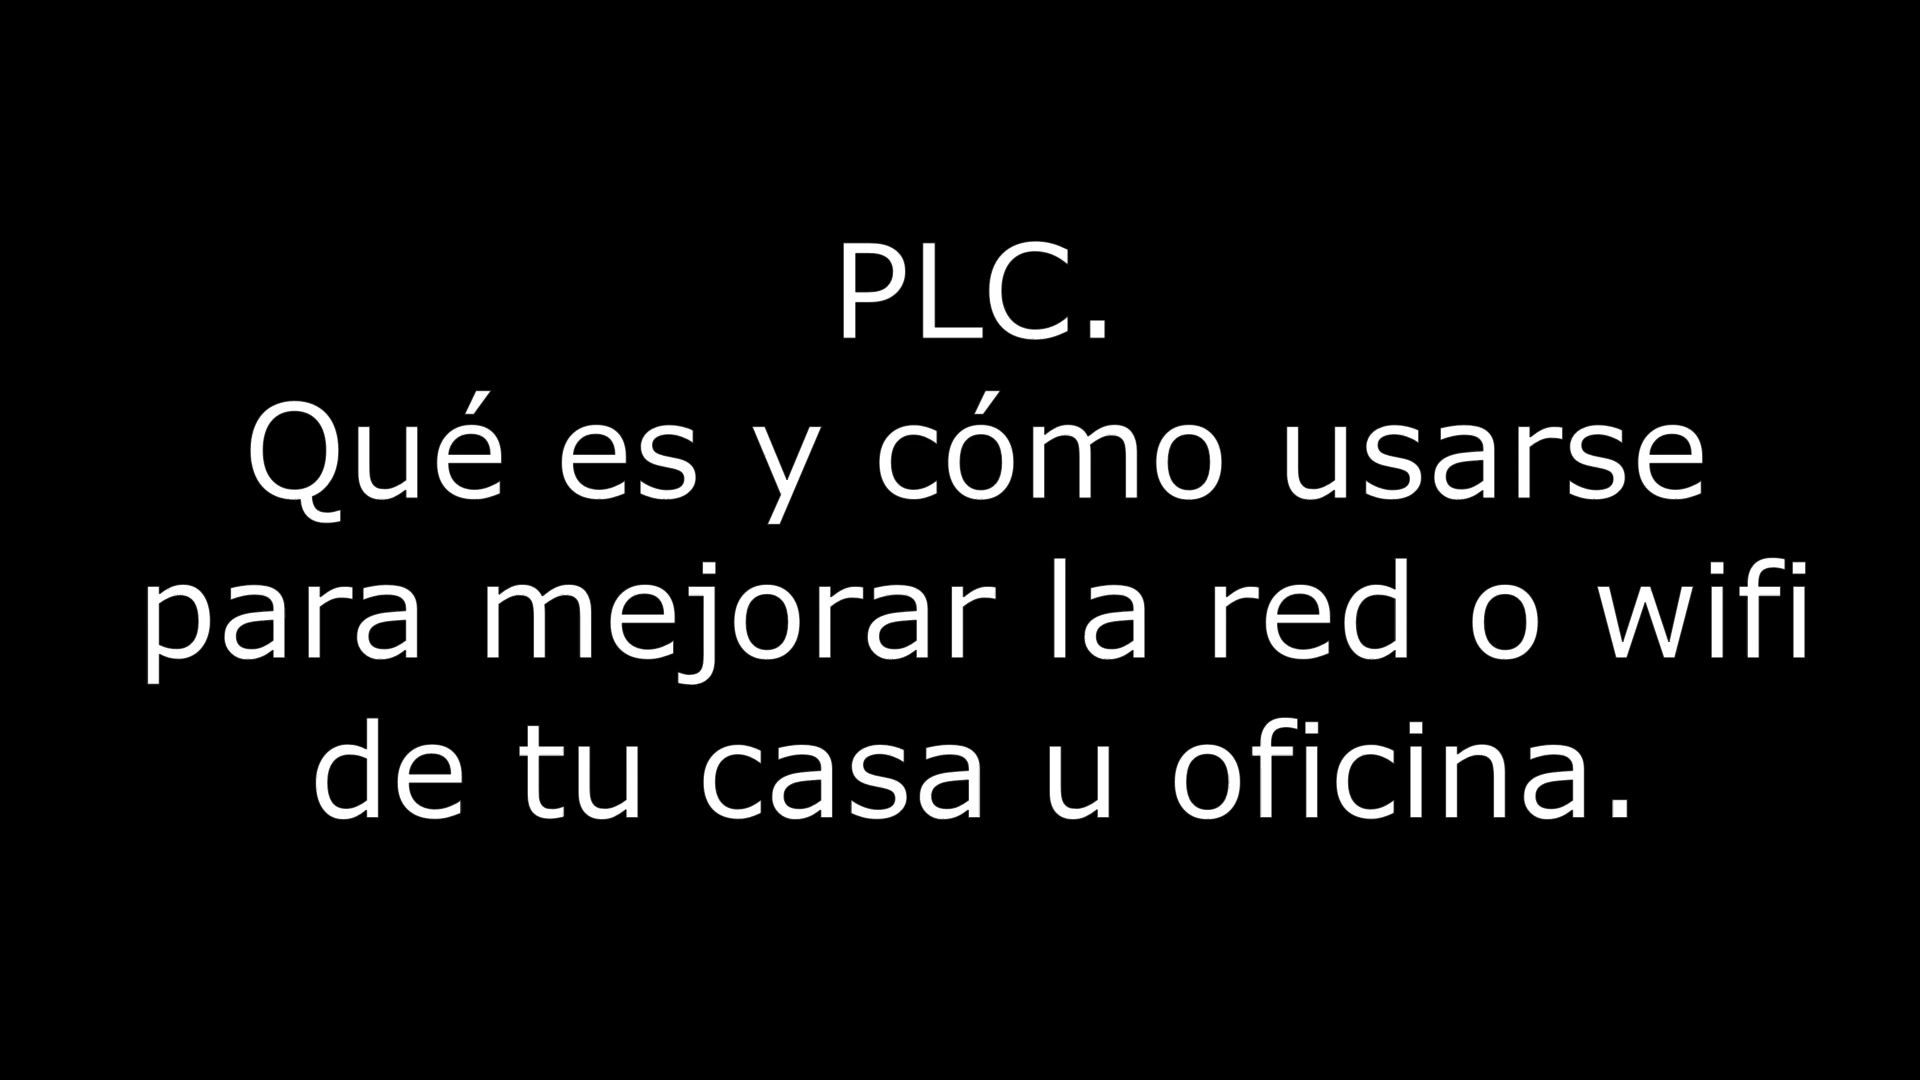 PLC.
Qué es y cómo usarse
para mejorar la red o wifi
de tu casa u oficina.